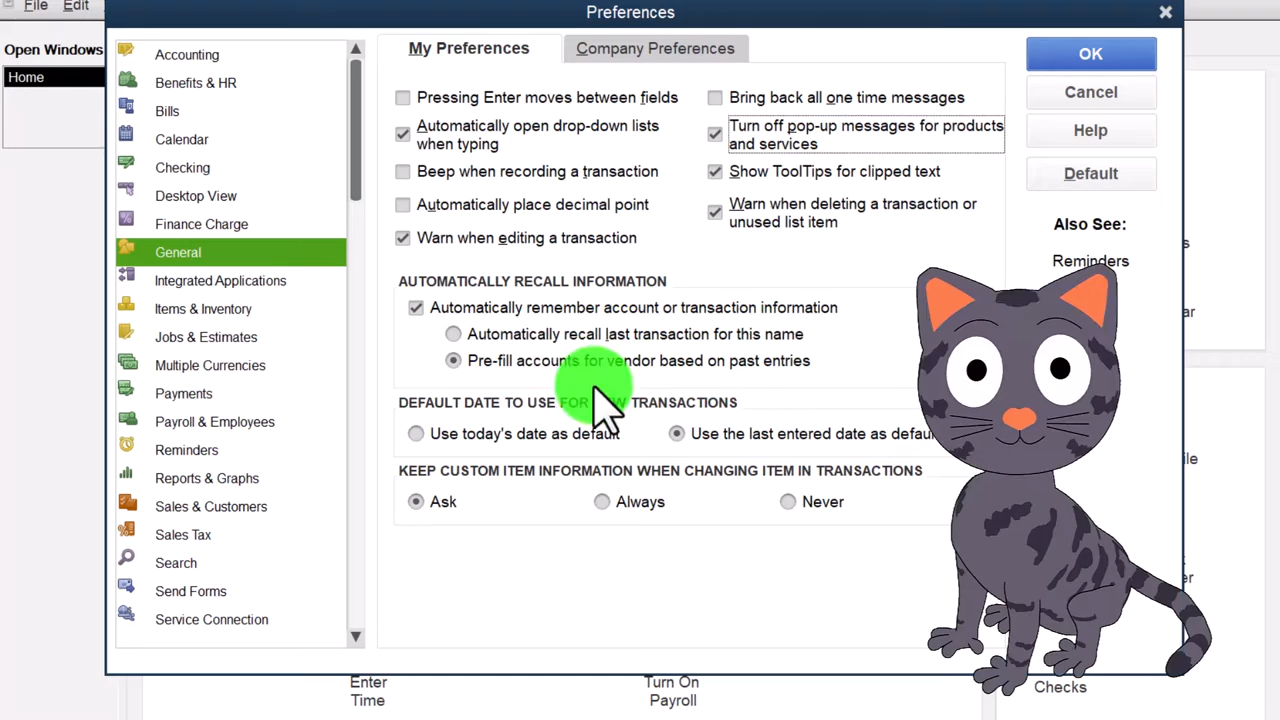 File Edit
Preferences
Open Windows
Home
Accounting
Benefits & HR
Bills
Calendar
Checking
Desktop View
Finance Charge
General
Integrated Applications
Items & Inventory
Jobs & Estimates
Multiple Currencies
Payments
Payroll & Employees
Reminders
Reports & Graphs
Sales & Customers
Sales Tax
Search
Send Forms
Service Connection
My Preferences
Company Preferences
Pressing Enter moves between fields
Automatically open drop-down lists
when typing
Beep when recording a transaction
Automatically place decimal point
Warn when editing a transaction
Bring back all one time messages
Turn off pop-up messages for products
and services
Show ToolTips for clipped text
Warn when deleting a transaction or
unused list item
AUTOMATICALLY RECALL INFORMATION
Automatically remember account or transaction information
Automatically recall last transaction for this name
Pre-fill accounts for vendor based on past entries
DEFAULT DATE TO USE FOR NEW TRANSACTIONS
Use today's date as default
Use the last entered date as default
KEEP CUSTOM ITEM INFORMATION WHEN CHANGING ITEM IN TRANSACTIONS
Ask
Always
Never
OK
Cancel
Help
Default
Also See:
Reminders
Enter
Time
Turn On
Payroll
Checks